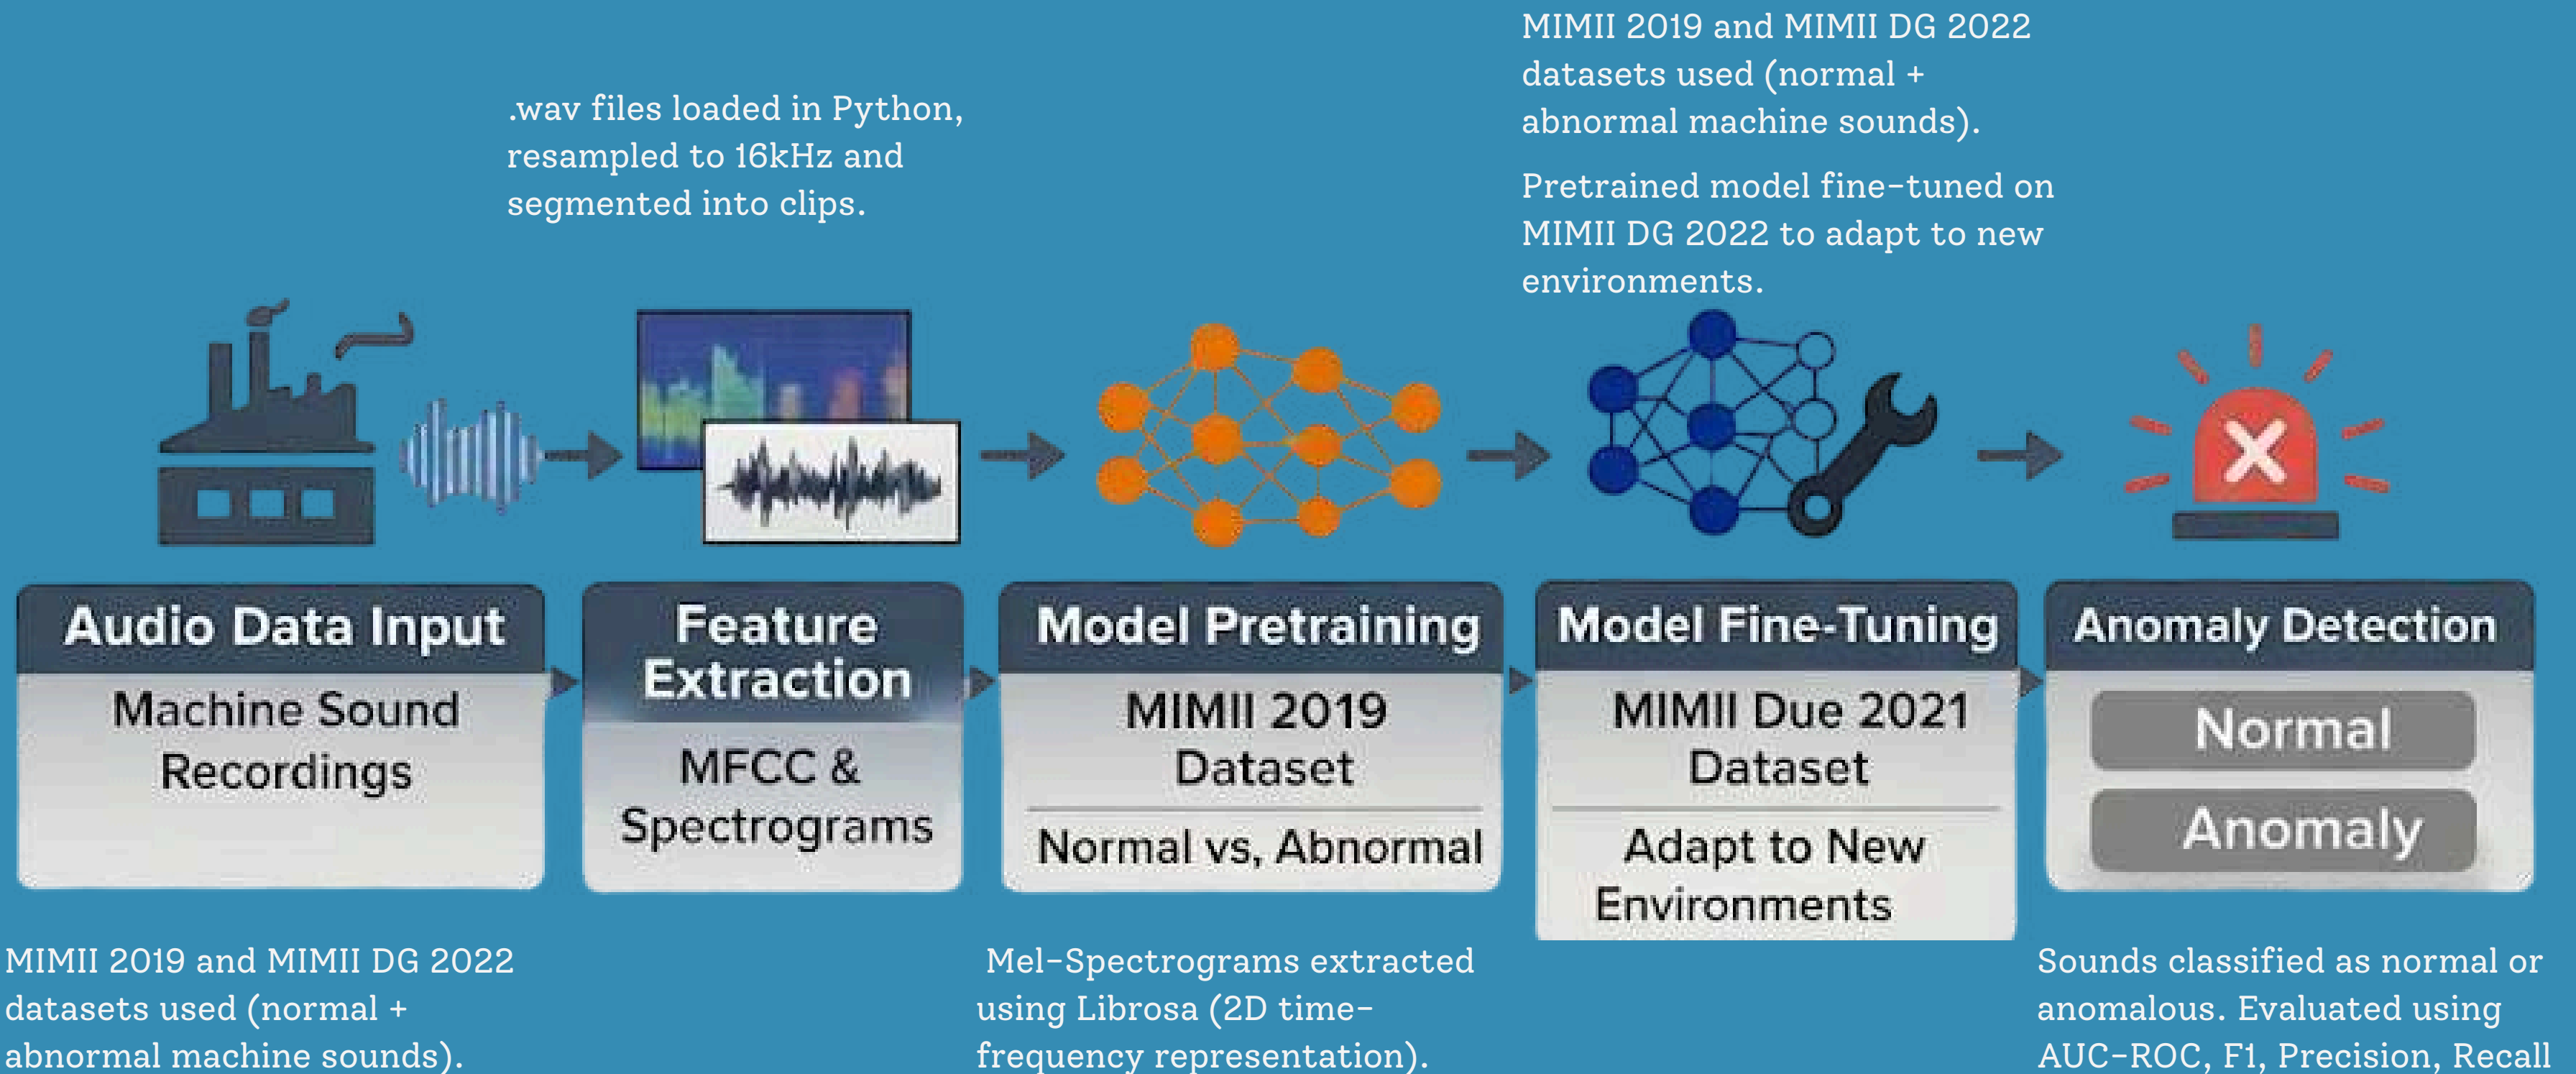 MIMII 2019 and MIMII DG 2022
datasets used (normal +
abnormal machine sounds).
Pretrained model fine-tuned on
MIMII DG 2022 to adapt to new
environments.
.wav files loaded in Python,
resampled to 16kHz and
segmented into clips.
Audio Data Input
Machine Sound
Recordings
Feature
Extraction
MFCC &
Spectrograms
Model Pretraining
MIMII 2019
Dataset
Normal vs, Abnormal
Model Fine-Tuning
MIMII Due 2021
Dataset
Adapt to New
Environments
Anomaly Detection
Normal
Anomaly
MIMII 2019 and MIMII DG 2022
datasets used (normal +
abnormal machine sounds).
Mel-Spectrograms extracted
using Librosa (2D time-
frequency representation).
Sounds classified as normal or
anomalous. Evaluated using
AUC-ROC, F1, Precision, Recall